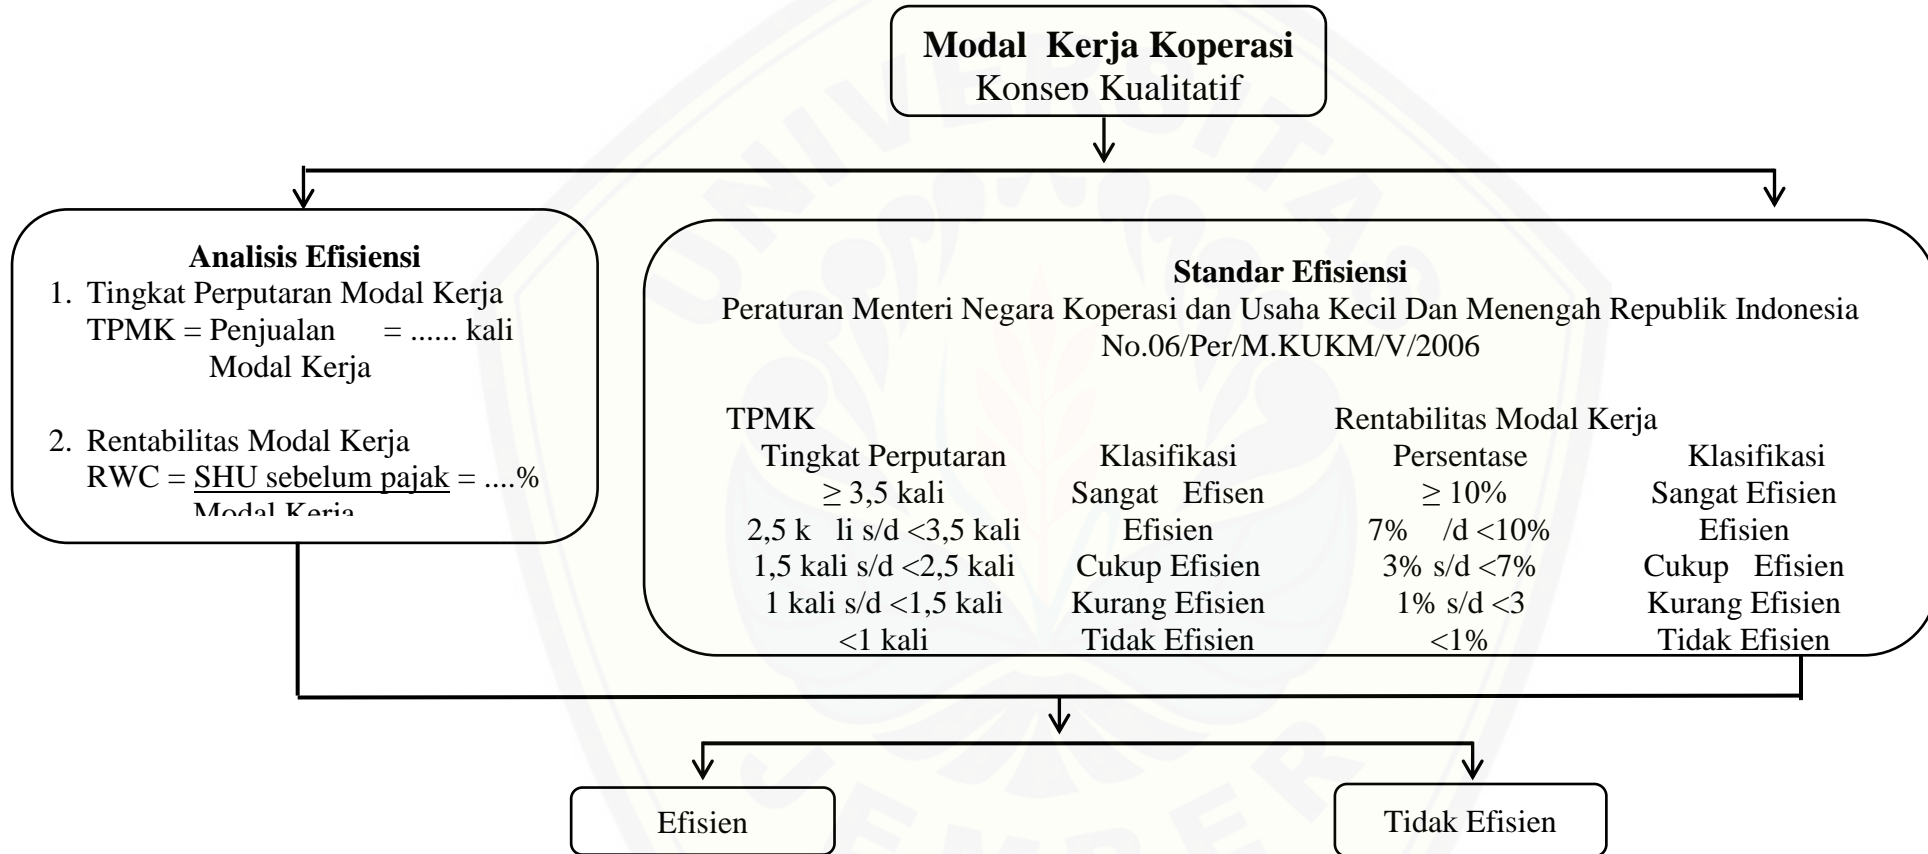 Modal Kerja Koperasi
Konsep Kualitatif
Analisis Efisiensi
1. Tingkat Perputaran Modal Kerja
TPMK = Penjualan = ...... kali
Modal Kerja
2. Rentabilitas Modal Kerja
RWC = SHU sebelum pajak = ....%
Modal Kerja
Standar Efisiensi
Peraturan Menteri Negara Koperasi dan Usaha Kecil Dan Menengah Republik Indonesia
No.06/Per/M.KUKM/V/2006
TPMK Rentabilitas Modal Kerja
Tingkat Perputaran Klasifikasi Persentase Klasifikasi
≥ 3,5 kali Sangat Efisen ≥ 10% Sangat Efisien
2,5 k li s/d <3,5 kali Efisien 7% /d <10% Efisien
1,5 kali s/d <2,5 kali Cukup Efisien 3% s/d <7% Cukup Efisien
1 kali s/d <1,5 kali Kurang Efisien 1% s/d <3 Kurang Efisien
<1 kali Tidak Efisien <1% Tidak Efisien
Efisien
Tidak Efisien
UNIVERSITAS
JEMBER